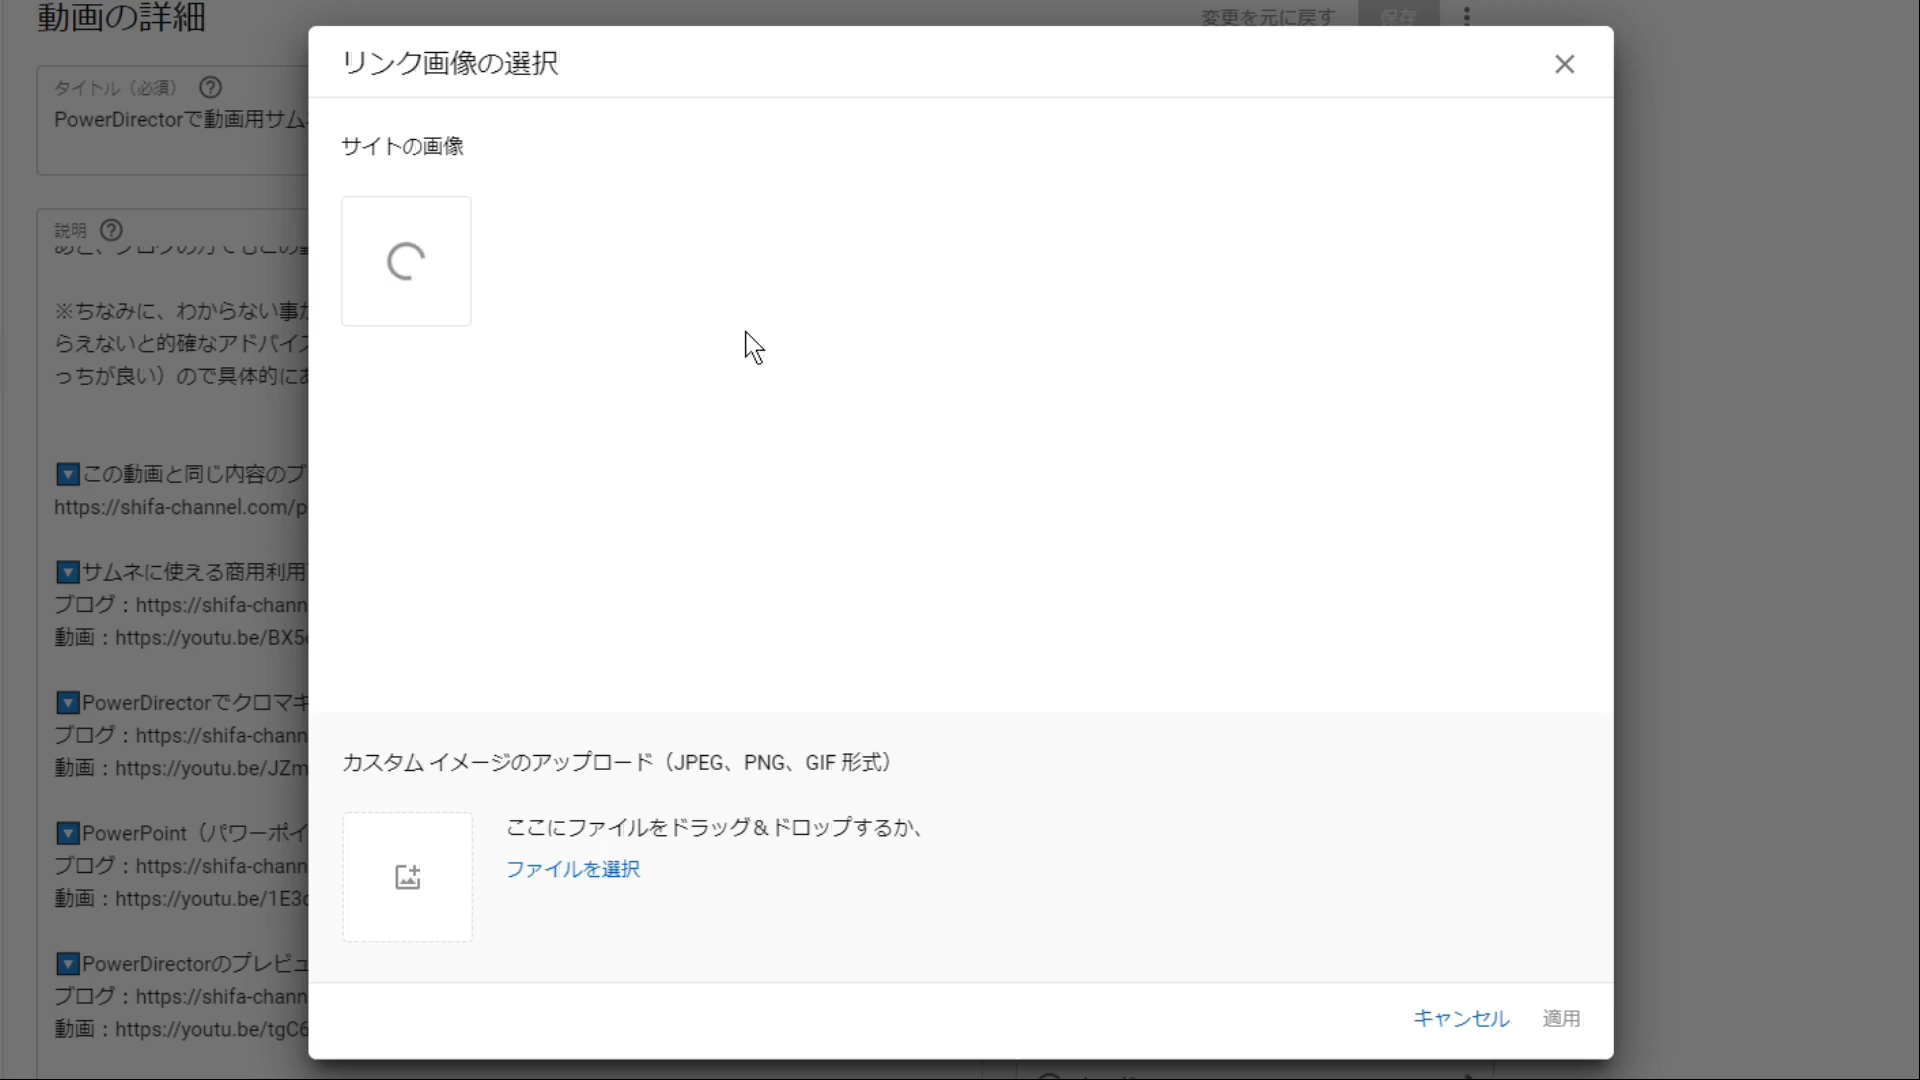 動画の詳細
変更を元に戻す
保存
リンク画像の選択
タイトル（必須）
PowerDirectorで動画用サム
サイトの画像
説明
※ちなみに、わからない事が
らえないと的確なアドバイス
っちが良い）ので具体的にあ
この動画と同じ内容のブ
https://shifa-channel.com/p
サムネに使える商用利用
ブログ：https://shifa-chann
動画：https://youtu.be/BX5
PowerDirectorでクロマキ
ブログ：https://shifa-chann
動画：https://youtu.be/JZm
PowerPoint（パワーポイ
ブログ：https://shifa-chann
動画：https://youtu.be/1E3
PowerDirectorのプレビュ
ブログ：https://shifa-chann
動画：https://youtu.be/tgC6
カスタム イメージのアップロード（JPEG、PNG、GIF 形式）
ここにファイルをドラッグ＆ドロップするか、
ファイルを選択
キャンセル
適用